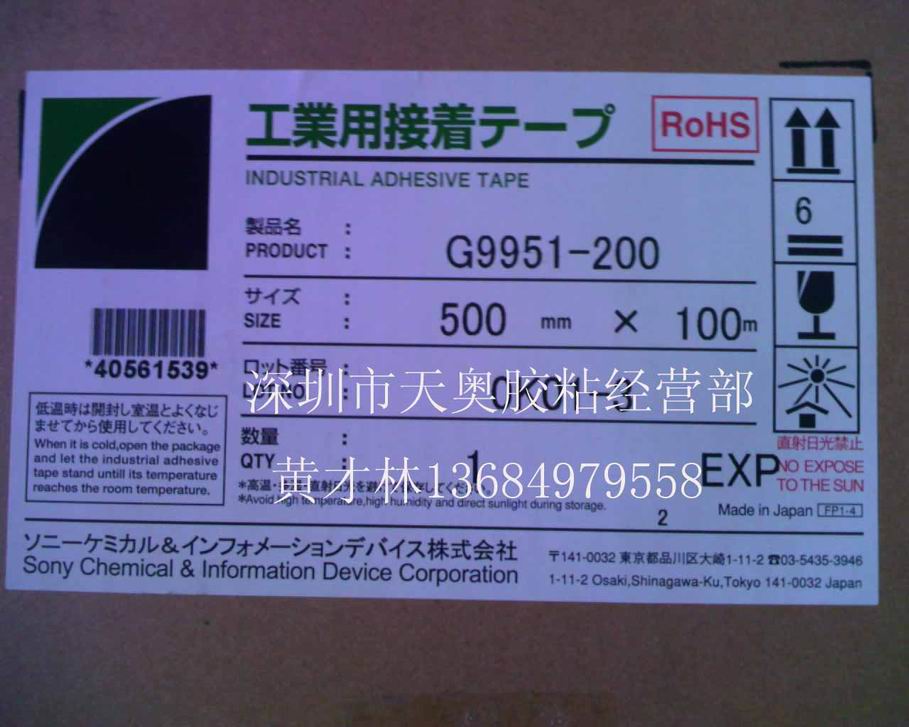 工業用接着テープ
RoHS
INDUSTRIAL ADHESIVE TAPE
製品名 :
PRODUCT : G9951-200
サイズ :
SIZE : 500 mm × 100m
6
*40561539*
ロット番号 :
深圳市天奥胶粘经营部
低温時は開封し室温とよくなじ
ませてから使用してください。
When it is cold,open the package
and let the industrial adhesive
tape stand untill its temperature
reaches the room temperature.
数量 :
QTY : 1
黄才林13684979558
EXP
直射日光禁止
NO EXPOSE
TO THE SUN
*Avoid high temperature,high humidity and direct sunlight during storage.
2
Made in Japan FP1-4
ソニーケミカル&インフォメーションデバイス株式会社
Sony Chemical & Information Device Corporation
〒141-0032 東京都品川区大崎1-11-2 ☎03-5435-3946
1-11-2 Osaki,Shinagawa-Ku,Tokyo 141-0032 Japan